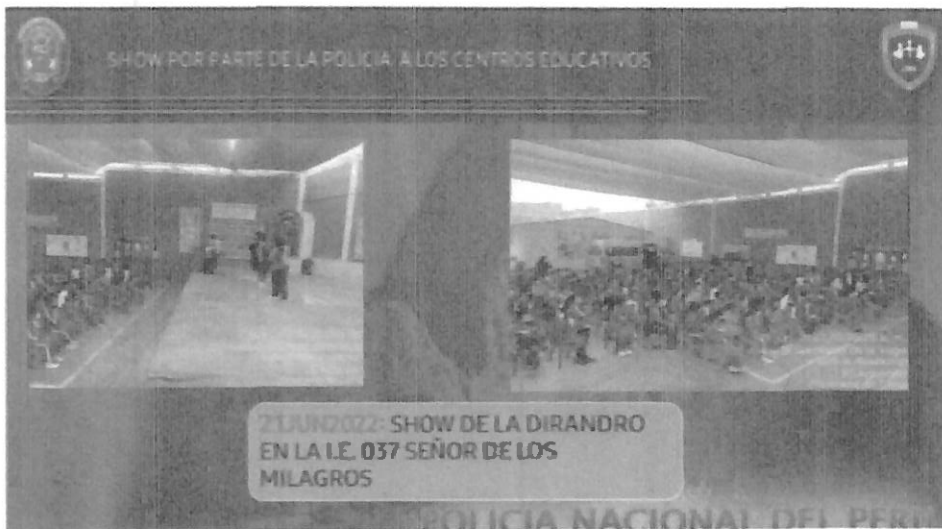 SHOW POR PARTE DE LA POLICIA A LOS CENTROS EDUCATIVOS
21JUN2022: SHOW DE LA DIRANDRO
EN LA I.E. 037 SEÑOR DE LOS
MILAGROS
POLICIA NACIONAL DEL PERÚ